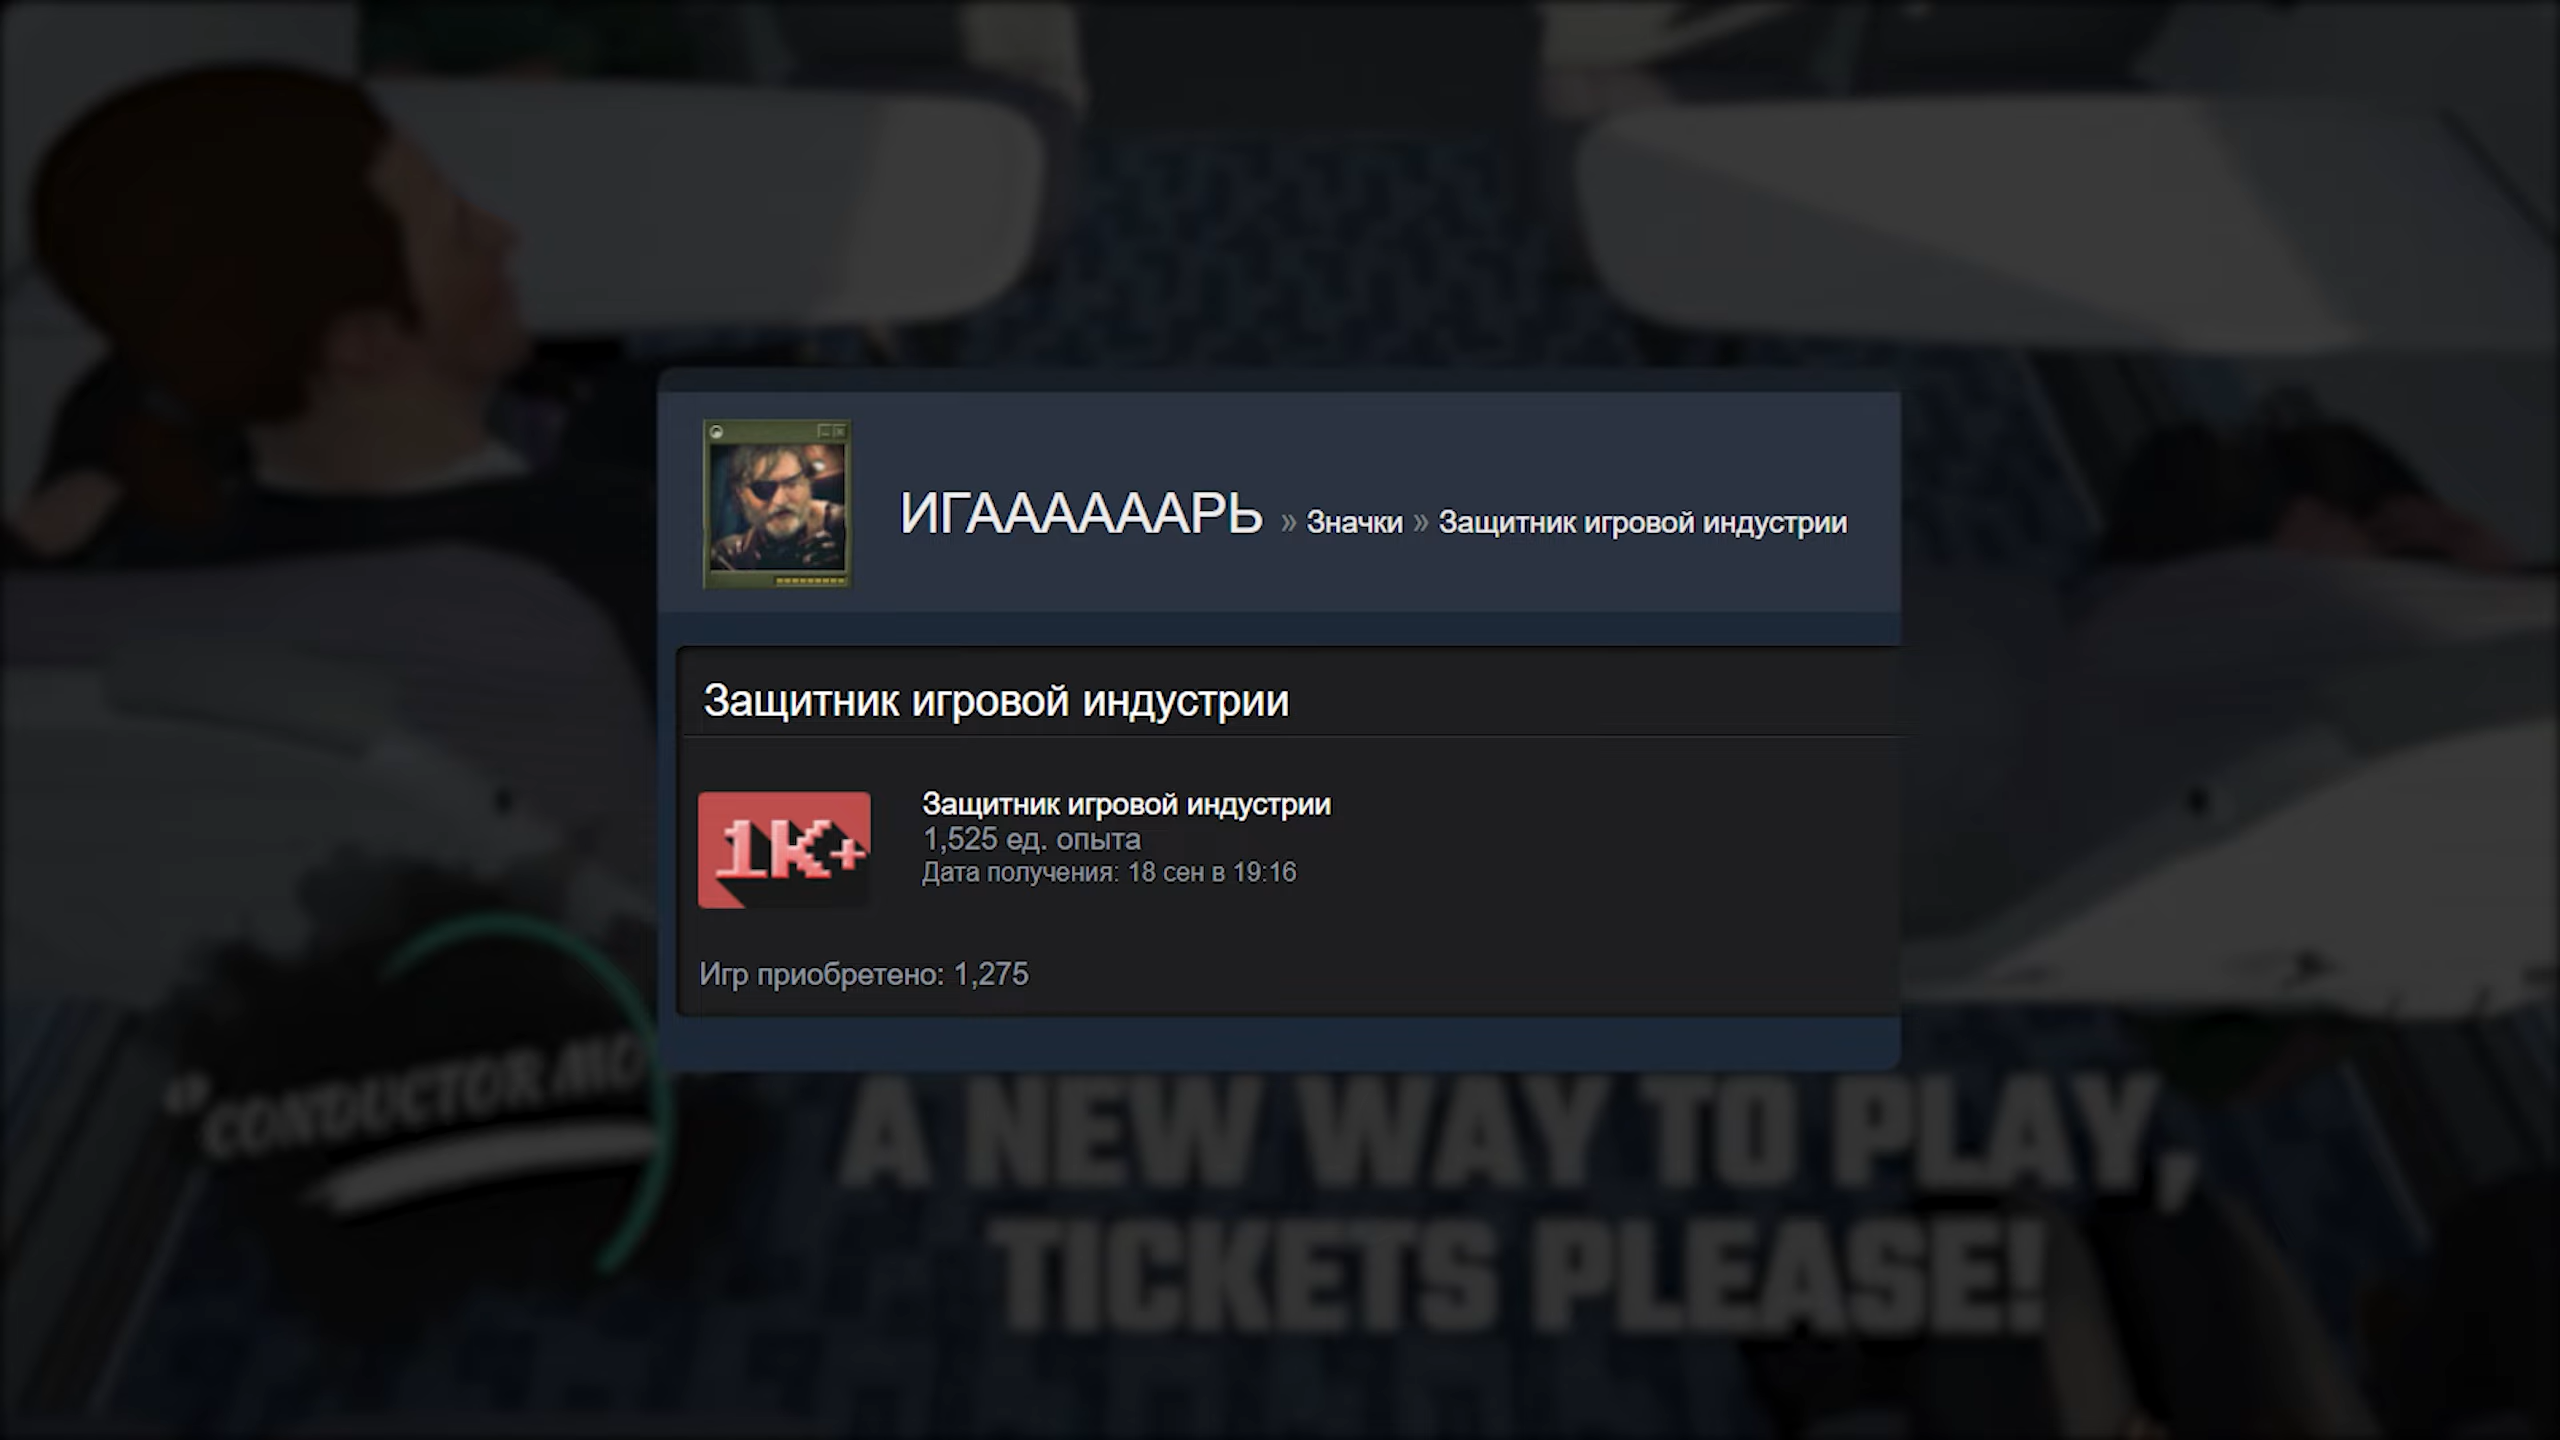 ИГАААААААРЬ » Значки » Защитник игровой индустрии
Защитник игровой индустрии
1K+
Защитник игровой индустрии
1,525 ед. опыта
Дата получения: 18 сен в 19:16
Игр приобретено: 1,275
"CONDUCTOR MO
A NEW WAY TO PLAY,
TICKETS PLEASE!